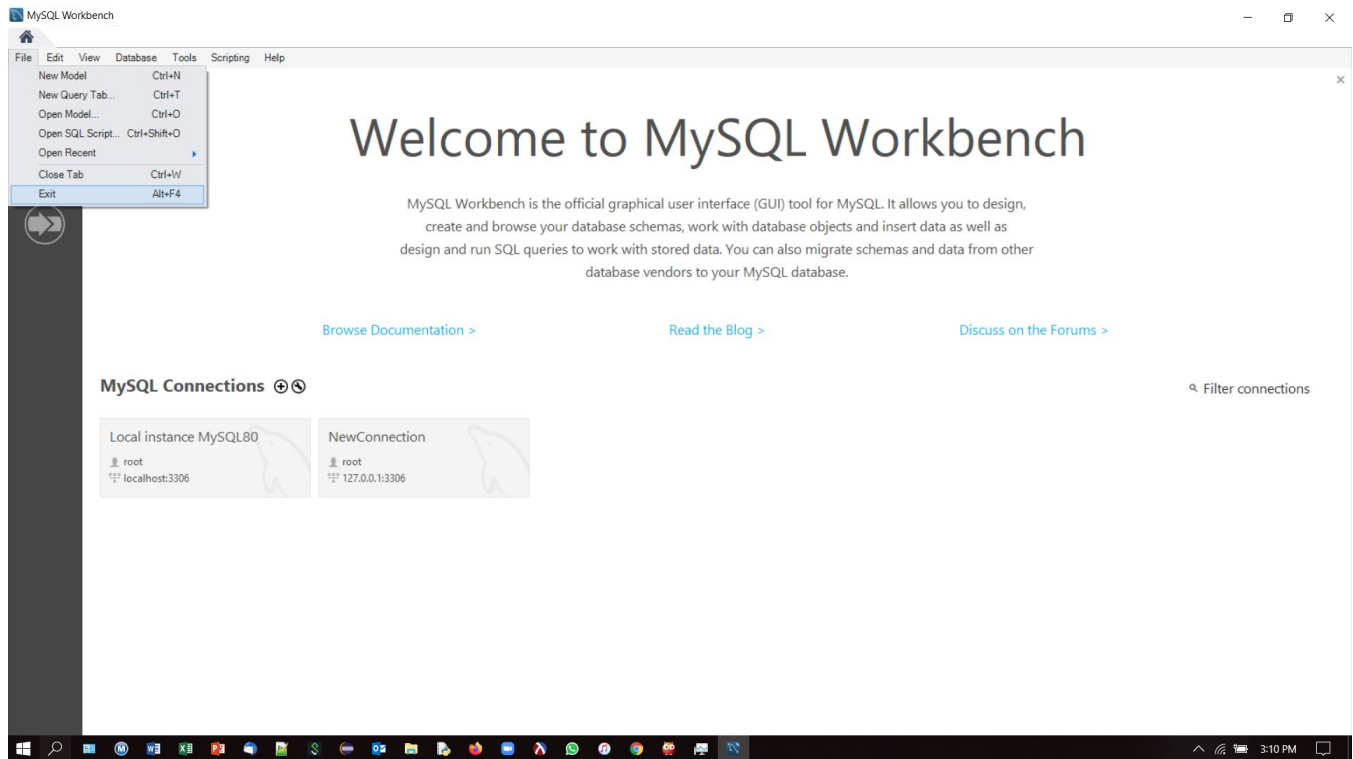 MySQL Workbench
File Edit View Database Tools Scripting Help
New Model Ctrl+N
New Query Tab... Ctrl+T
Open Model... Ctrl+O
Open SQL Script... Ctrl+Shift+O
Open Recent
Close Tab Ctrl+W
Exit Alt+F4
Welcome to MySQL Workbench
MySQL Workbench is the official graphical user interface (GUI) tool for MySQL. It allows you to design,
create and browse your database schemas, work with database objects and insert data as well as
design and run SQL queries to work with stored data. You can also migrate schemas and data from other
database vendors to your MySQL database.
Browse Documentation > Read the Blog > Discuss on the Forums >
MySQL Connections
Filter connections
Local instance MySQL80
root
localhost:3306
NewConnection
root
127.0.0.1:3306
3:10 PM